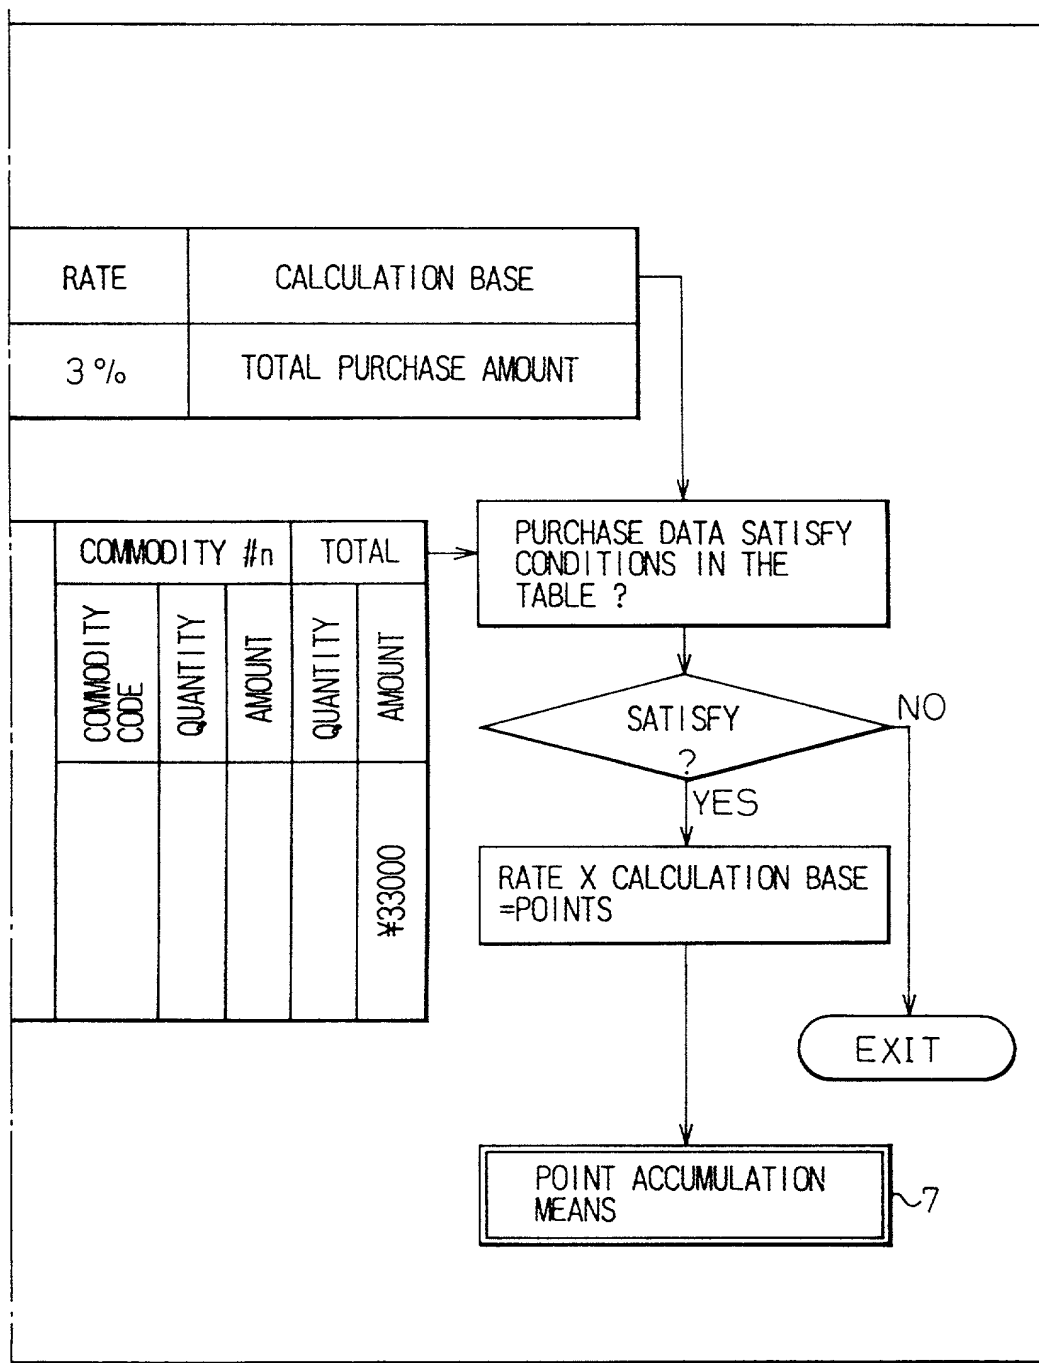 RATE
CALCULATION BASE
3%
TOTAL PURCHASE AMOUNT
COMMODITY #n
TOTAL
COMMODITY
CODE
QUANTITY
AMOUNT
QUANTITY
AMOUNT
¥33000
PURCHASE DATA SATISFY
CONDITIONS IN THE
TABLE ?
SATISFY
?
NO
YES
RATE X CALCULATION BASE
=POINTS
EXIT
POINT ACCUMULATION
MEANS
7